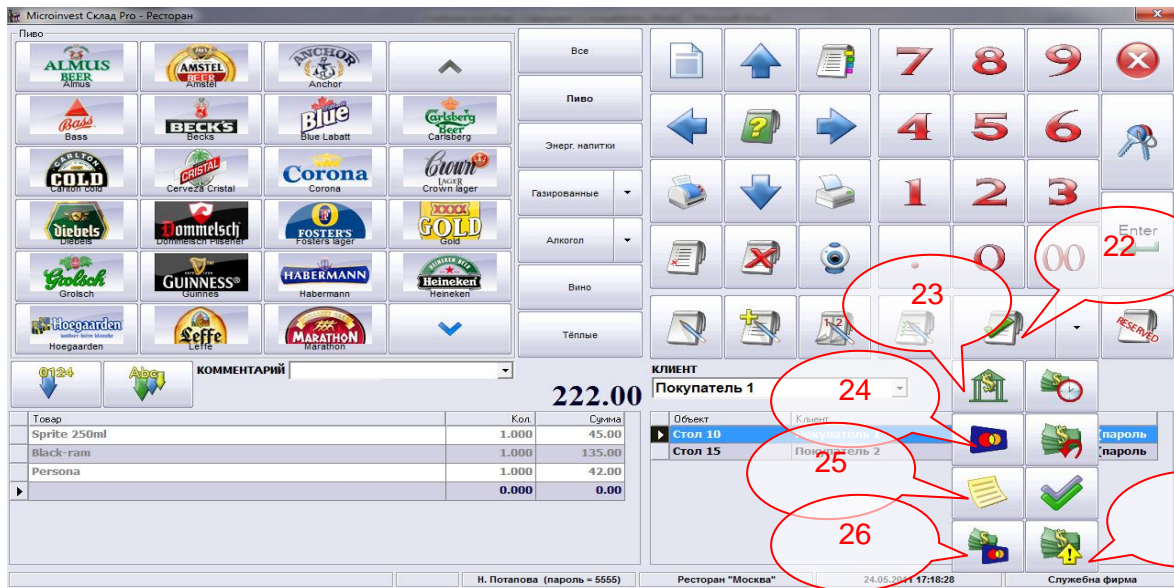 Microinvest Склад Pro - Ресторан
Пиво
ALMUS
BEER
Almus
AMSTEL
BEER
Amstel
ANCHOR
Anchor
Bass
Bass
BECK'S
Becks
Blue
Blue Labatt
Carlsberg
Beer
Carlsberg
CARLTON
COLD
Carlton cold
CRISTAL
Cerveza Cristal
Corona
Corona
Crown
LAGER
Crown lager
Diebels
Diebels
Dommelsch
Dommelsch Pilsener
FOSTER'S
Fosters lager
XXXX
GOLD
Gold
Grolsch
Grolsch
GUINNESS®
Guinnes
HABERMANN
Habermann
Heineken
Heineken
Hoegaarden
Hoegaarden
Leffe
Leffe
MARATHON
Marathon
Все
Пиво
Энерг. напитки
Газированные
Алкогол
Вино
Тёплые
7 8 9
4 5 6
1 2 3
. 0 00
Enter
1 2
RESERVED
22
23
24
25
26
0124
Abcg
КОММЕНТАРИЙ
222.00
КЛИЕНТ
Покупатель 1
Товар Кол. Сумма
Sprite 250ml 1.000 45.00
Black-ram 1.000 135.00
Persona 1.000 42.00
0.000 0.00
Объект Клиент
Стол 10 Покупатель 1 (пароль
Стол 15 Покупатель 2 (пароль
Н. Потапова (пароль = 5555) Ресторан "Москва" 24.05.2011 17:18:28 Служебна фирма